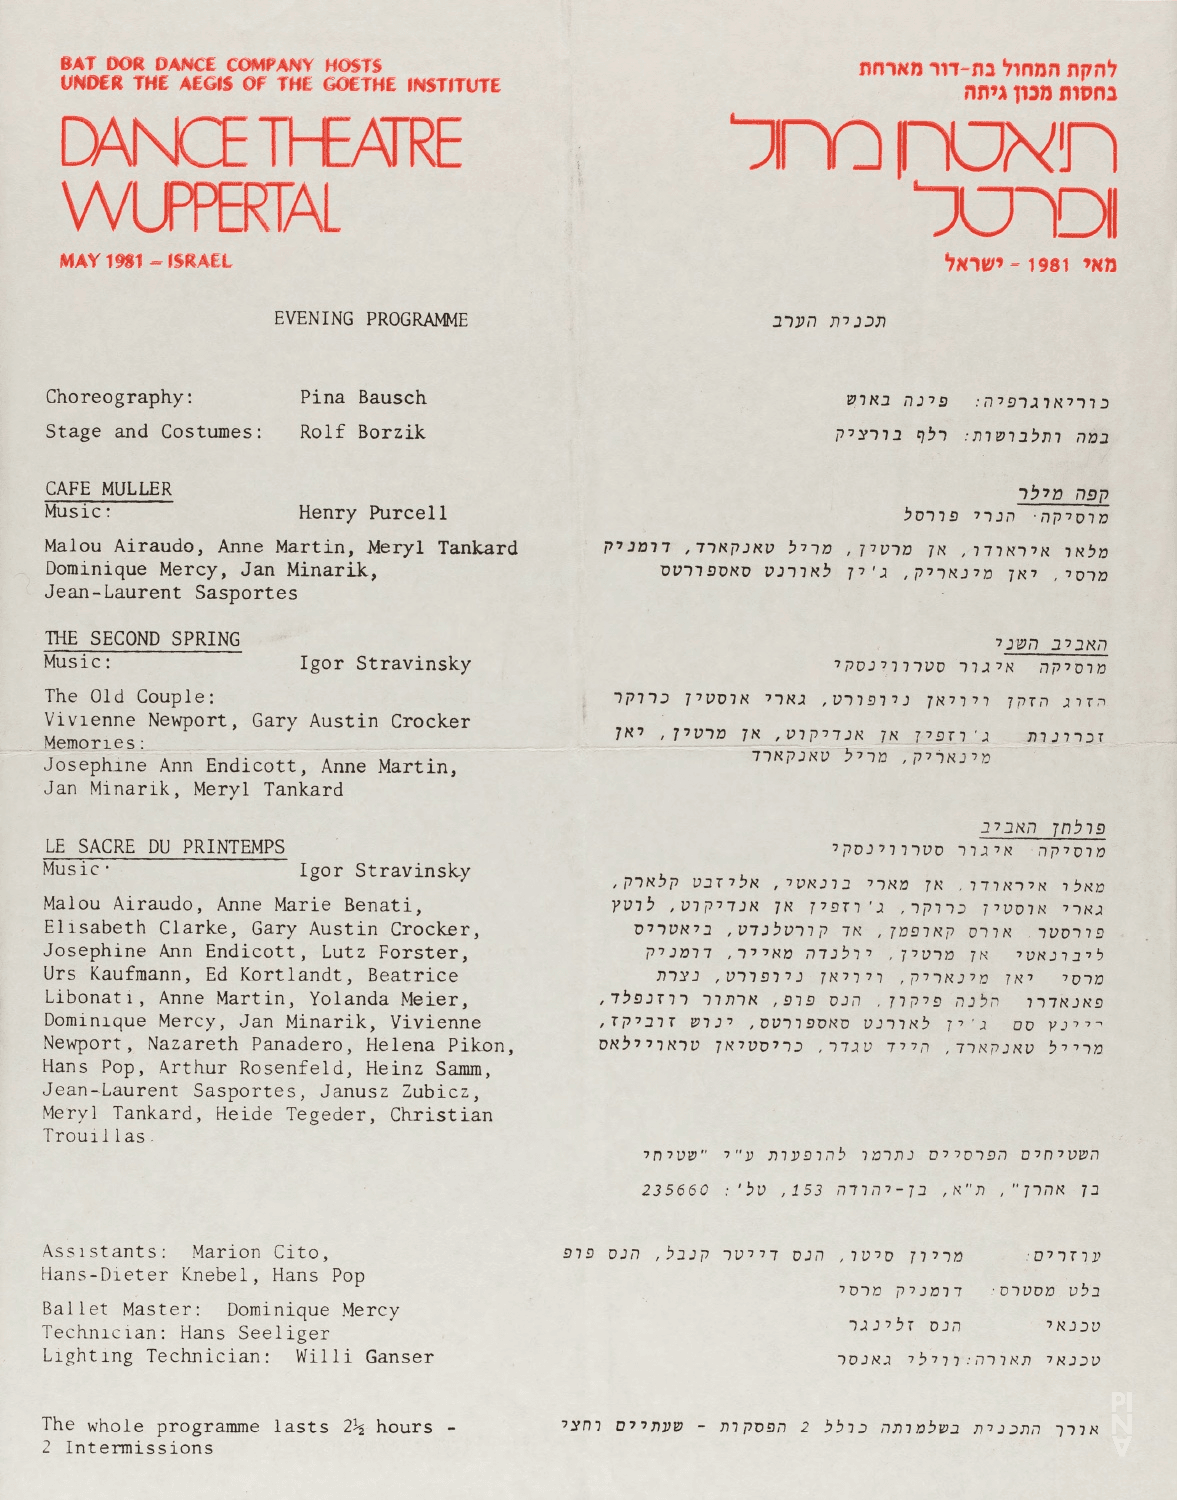 BAT DOR DANCE COMPANY HOSTS
UNDER THE AEGIS OF THE GOETHE INSTITUTE
DANCE THEATRE
WUPPERTAL
MAY 1981 – ISRAEL
EVENING PROGRAMME
Choreography: Pina Bausch
Stage and Costumes: Rolf Borzik
CAFE MULLER
Music: Henry Purcell
Malou Airaudo, Anne Martin, Meryl Tankard
Dominique Mercy, Jan Minarik,
Jean-Laurent Sasportes
THE SECOND SPRING
Music: Igor Stravinsky
The Old Couple:
Vivienne Newport, Gary Austin Crocker
Memories:
Josephine Ann Endicott, Anne Martin,
Jan Minarik, Meryl Tankard
LE SACRE DU PRINTEMPS
Music: Igor Stravinsky
Malou Airaudo, Anne Marie Benati,
Elisabeth Clarke, Gary Austin Crocker,
Josephine Ann Endicott, Lutz Forster,
Urs Kaufmann, Ed Kortlandt, Beatrice
Libonati, Anne Martin, Yolanda Meier,
Dominique Mercy, Jan Minarik, Vivienne
Newport, Nazareth Panadero, Helena Pikon,
Hans Pop, Arthur Rosenfeld, Heinz Samm,
Jean-Laurent Sasportes, Janusz Zubicz,
Meryl Tankard, Heide Tegeder, Christian
Trouillas.
Assistants: Marion Cito,
Hans-Dieter Knebel, Hans Pop
Ballet Master: Dominique Mercy
Technician: Hans Seeliger
Lighting Technician: Willi Ganser
The whole programme lasts 2½ hours -
2 Intermissions
להקת המחול בת-דור מארחת
בחסות מכון גיתה
תיאטרון מחול
וופרטל
מאי 1981 – ישראל
תכנית הערב
כוריאוגרפיה: פינה באוש
במה ותלבושות: רלף בורציק
קפה מילר
מוסיקה: הנרי פורסל
מלאו איראודו, אן מרטין, מריל טאנקארד, דומניק
מרסי, יאן מינאריק, ג'ין לאורנט סאספורטס
האביב השני
מוסיקה איגור סטרווינסקי
הזוג הזקן וויויאן ניופורט, גארי אוסטין כרוקר
זכרונות ג'וזפין אן אנדיקוט, אן מרטין, יאן
מינאריק, מריל טאנקארד
פולחן האביב
מוסיקה איגור סטרווינסקי
מאלו איראודו. אן מארי בונאטי, אליזבט קלארק,
גארי אוסטין כרוקר, ג'וזפין אן אנדיקוט, לוטץ
פורסטר אורס קאופמן, אד קורטלנדט, ביאטריס
ליבונאטי אן מרטין, יולנדה מאייר, דומניק
מרסי יאן מינאריק, ויויאן ניופורט, נצרת
פאנאדרו הלנה פיקון, הנס פופ, ארתור רוזנפלד,
היינץ סם ג'ין לאורנט סאספורטס, ינוש זוביקז,
מרייל טאנקארד, הייד טגדר, כריסטיאן טראויילאס
השטיחים הפרסיים נתרמו להופעות ע"י "שטיחי
בן אהרן", ת"א, בן-יהודה 153, טל': 235660
עוזרים: מריון סיטו, הנס דייטר קנבל, הנס פופ
בלט מסטרס: דומניק מרסי
טכנאי הנס זלינגר
טכנאי תאורה: ווילי גאנסר
אורך התכנית בשלמותה כולל 2 הפסקות - שעתיים וחצי
PINA